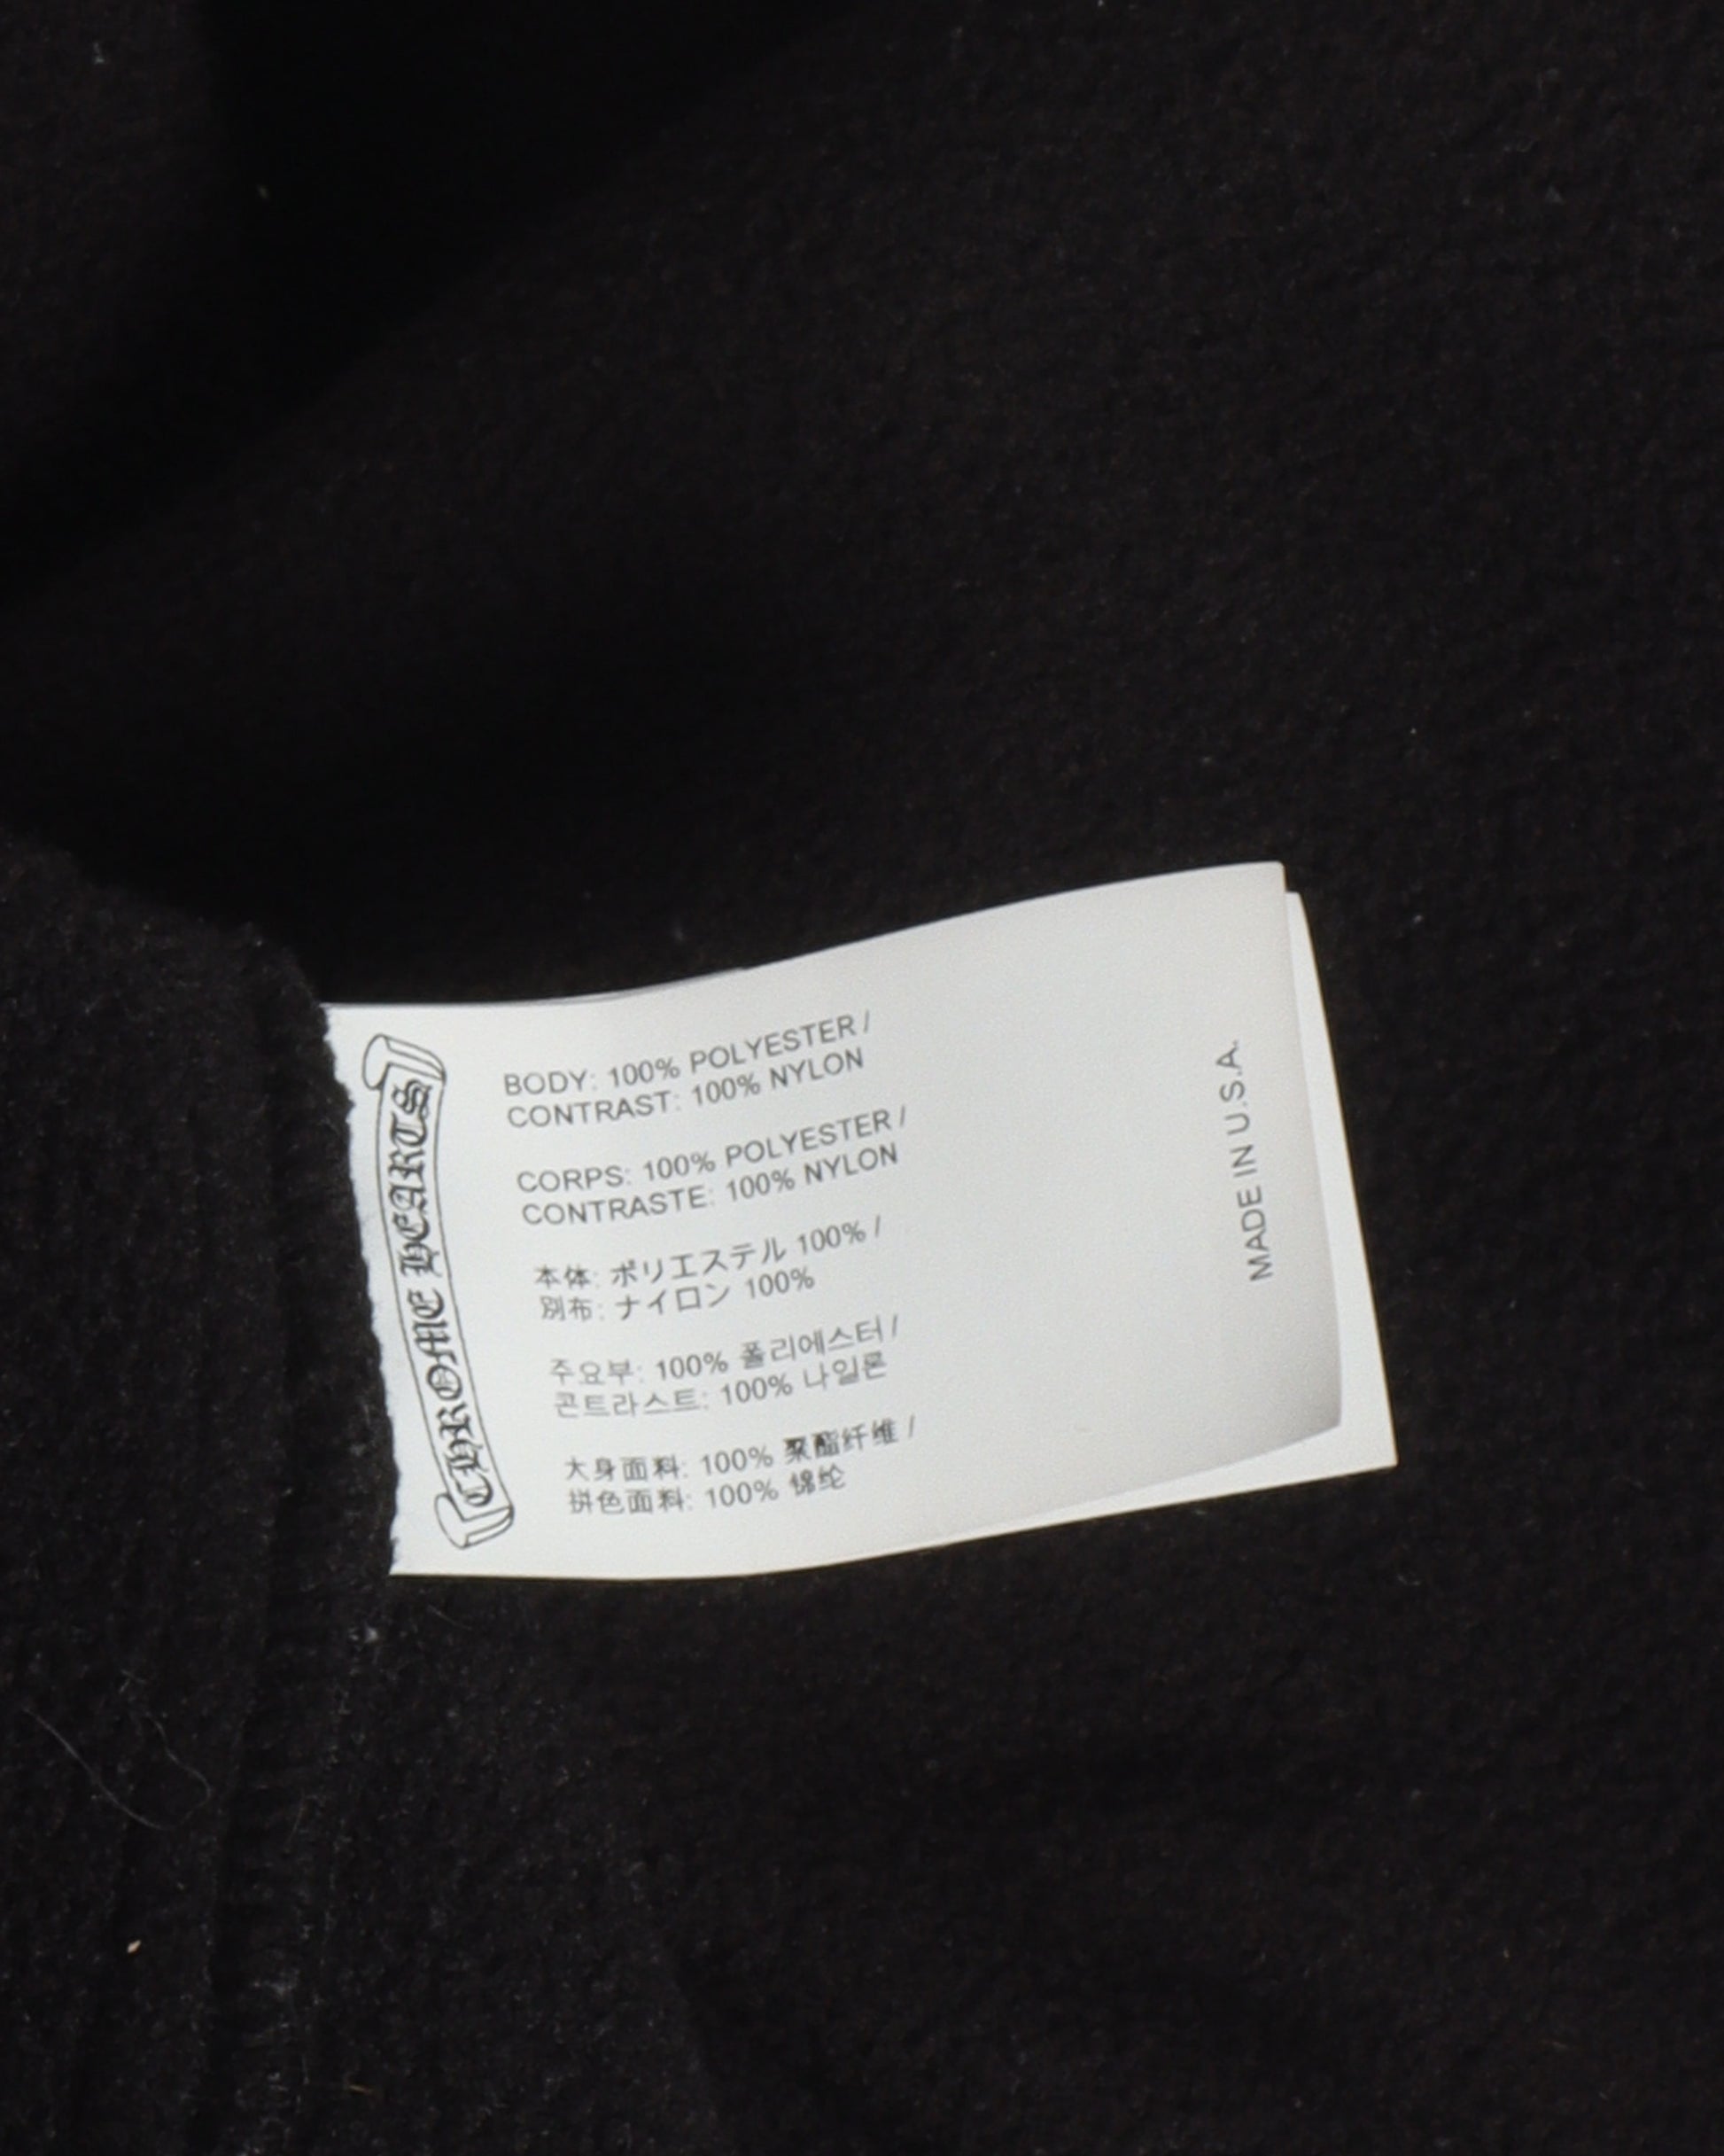 CHROME HEARTS
BODY: 100% POLYESTER /
CONTRAST: 100% NYLON
CORPS: 100% POLYESTER /
CONTRASTE: 100% NYLON
本体: ポリエステル 100% /
別布: ナイロン 100%
주요부: 100% 폴리에스터 /
콘트라스트: 100% 나일론
大身面料: 100% 聚酯纤维 /
拼色面料: 100% 锦纶
MADE IN U.S.A.